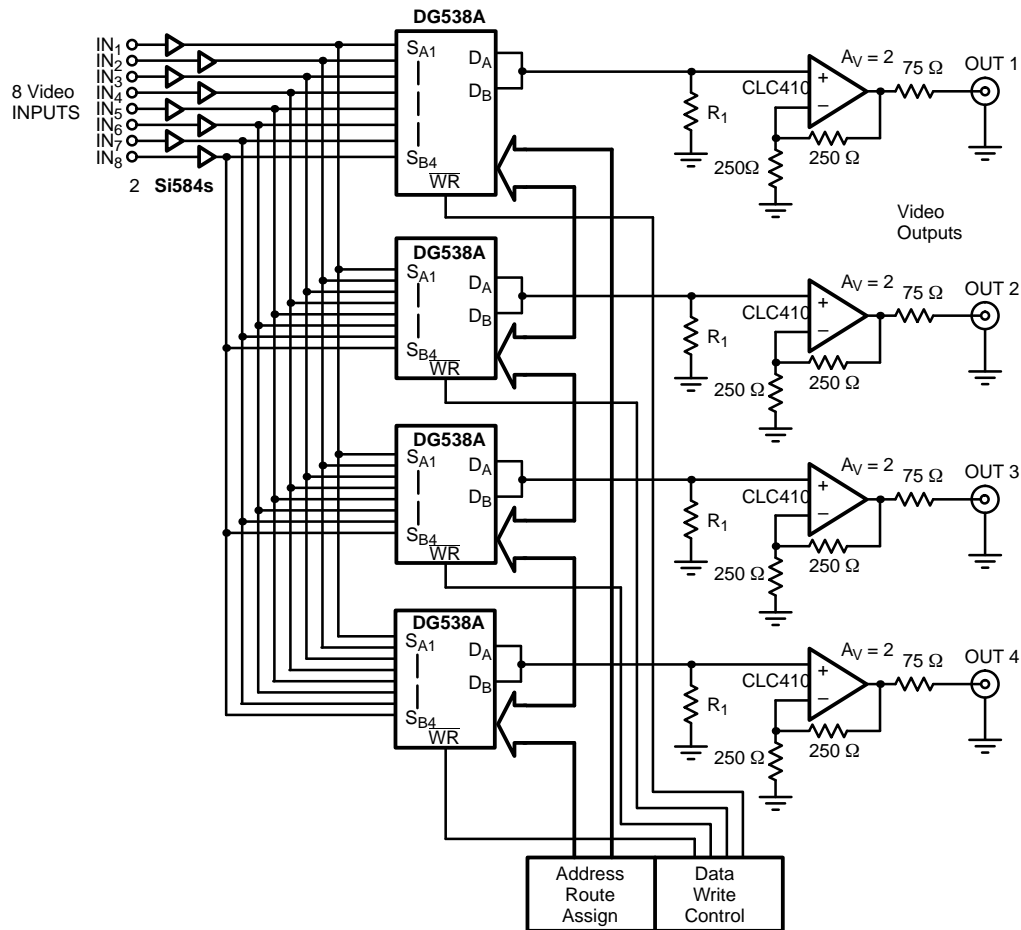 DG538A
IN1
IN2
IN3
IN4
IN5
IN6
IN7
IN8
8 Video
INPUTS
2 Si584s
SA1
SB4
WR
DA
DB
R1
CLC410
+
–
AV = 2
75 Ω
OUT 1
250Ω
250 Ω
Video
Outputs
DG538A
SA1
SB4
WR
DA
DB
R1
CLC410
+
–
AV = 2
75 Ω
OUT 2
250 Ω
250 Ω
DG538A
SA1
SB4
WR
DA
DB
R1
CLC410
+
–
AV = 2
75 Ω
OUT 3
250 Ω
250 Ω
DG538A
SA1
SB4
WR
DA
DB
R1
CLC410
+
–
AV = 2
75 Ω
OUT 4
250 Ω
250 Ω
Address
Route
Assign
Data
Write
Control